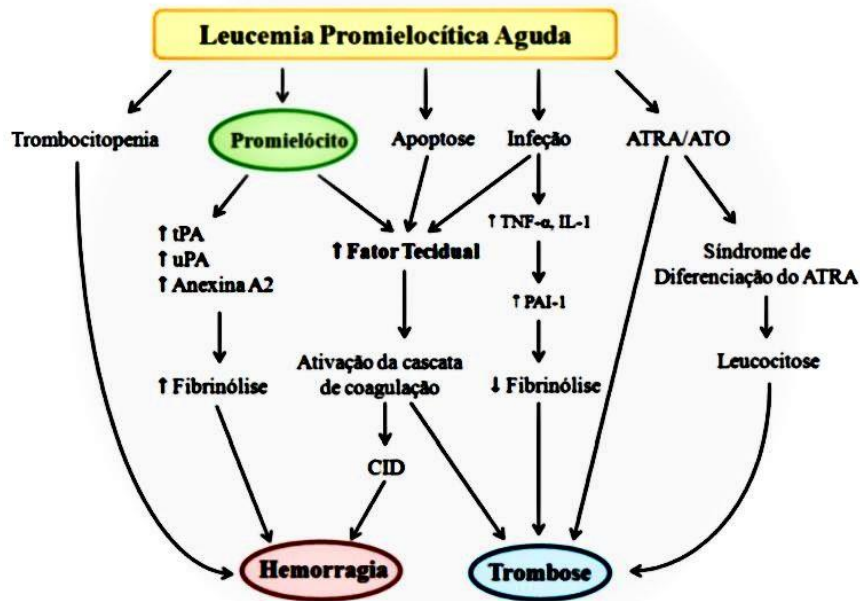 Leucemia Promielocítica Aguda
Trombocitopenia
Promielócito
Apoptose
Infeção
ATRA/ATO
↑ tPA
↑ uPA
↑ Anexina A2
↑ Fator Tecidual
↑ TNF-α, IL-1
Síndrome de
Diferenciação do ATRA
↑ PAI-1
↑ Fibrinólise
Ativação da cascata
de coagulação
↓ Fibrinólise
Leucocitose
CID
Hemorragia
Trombose